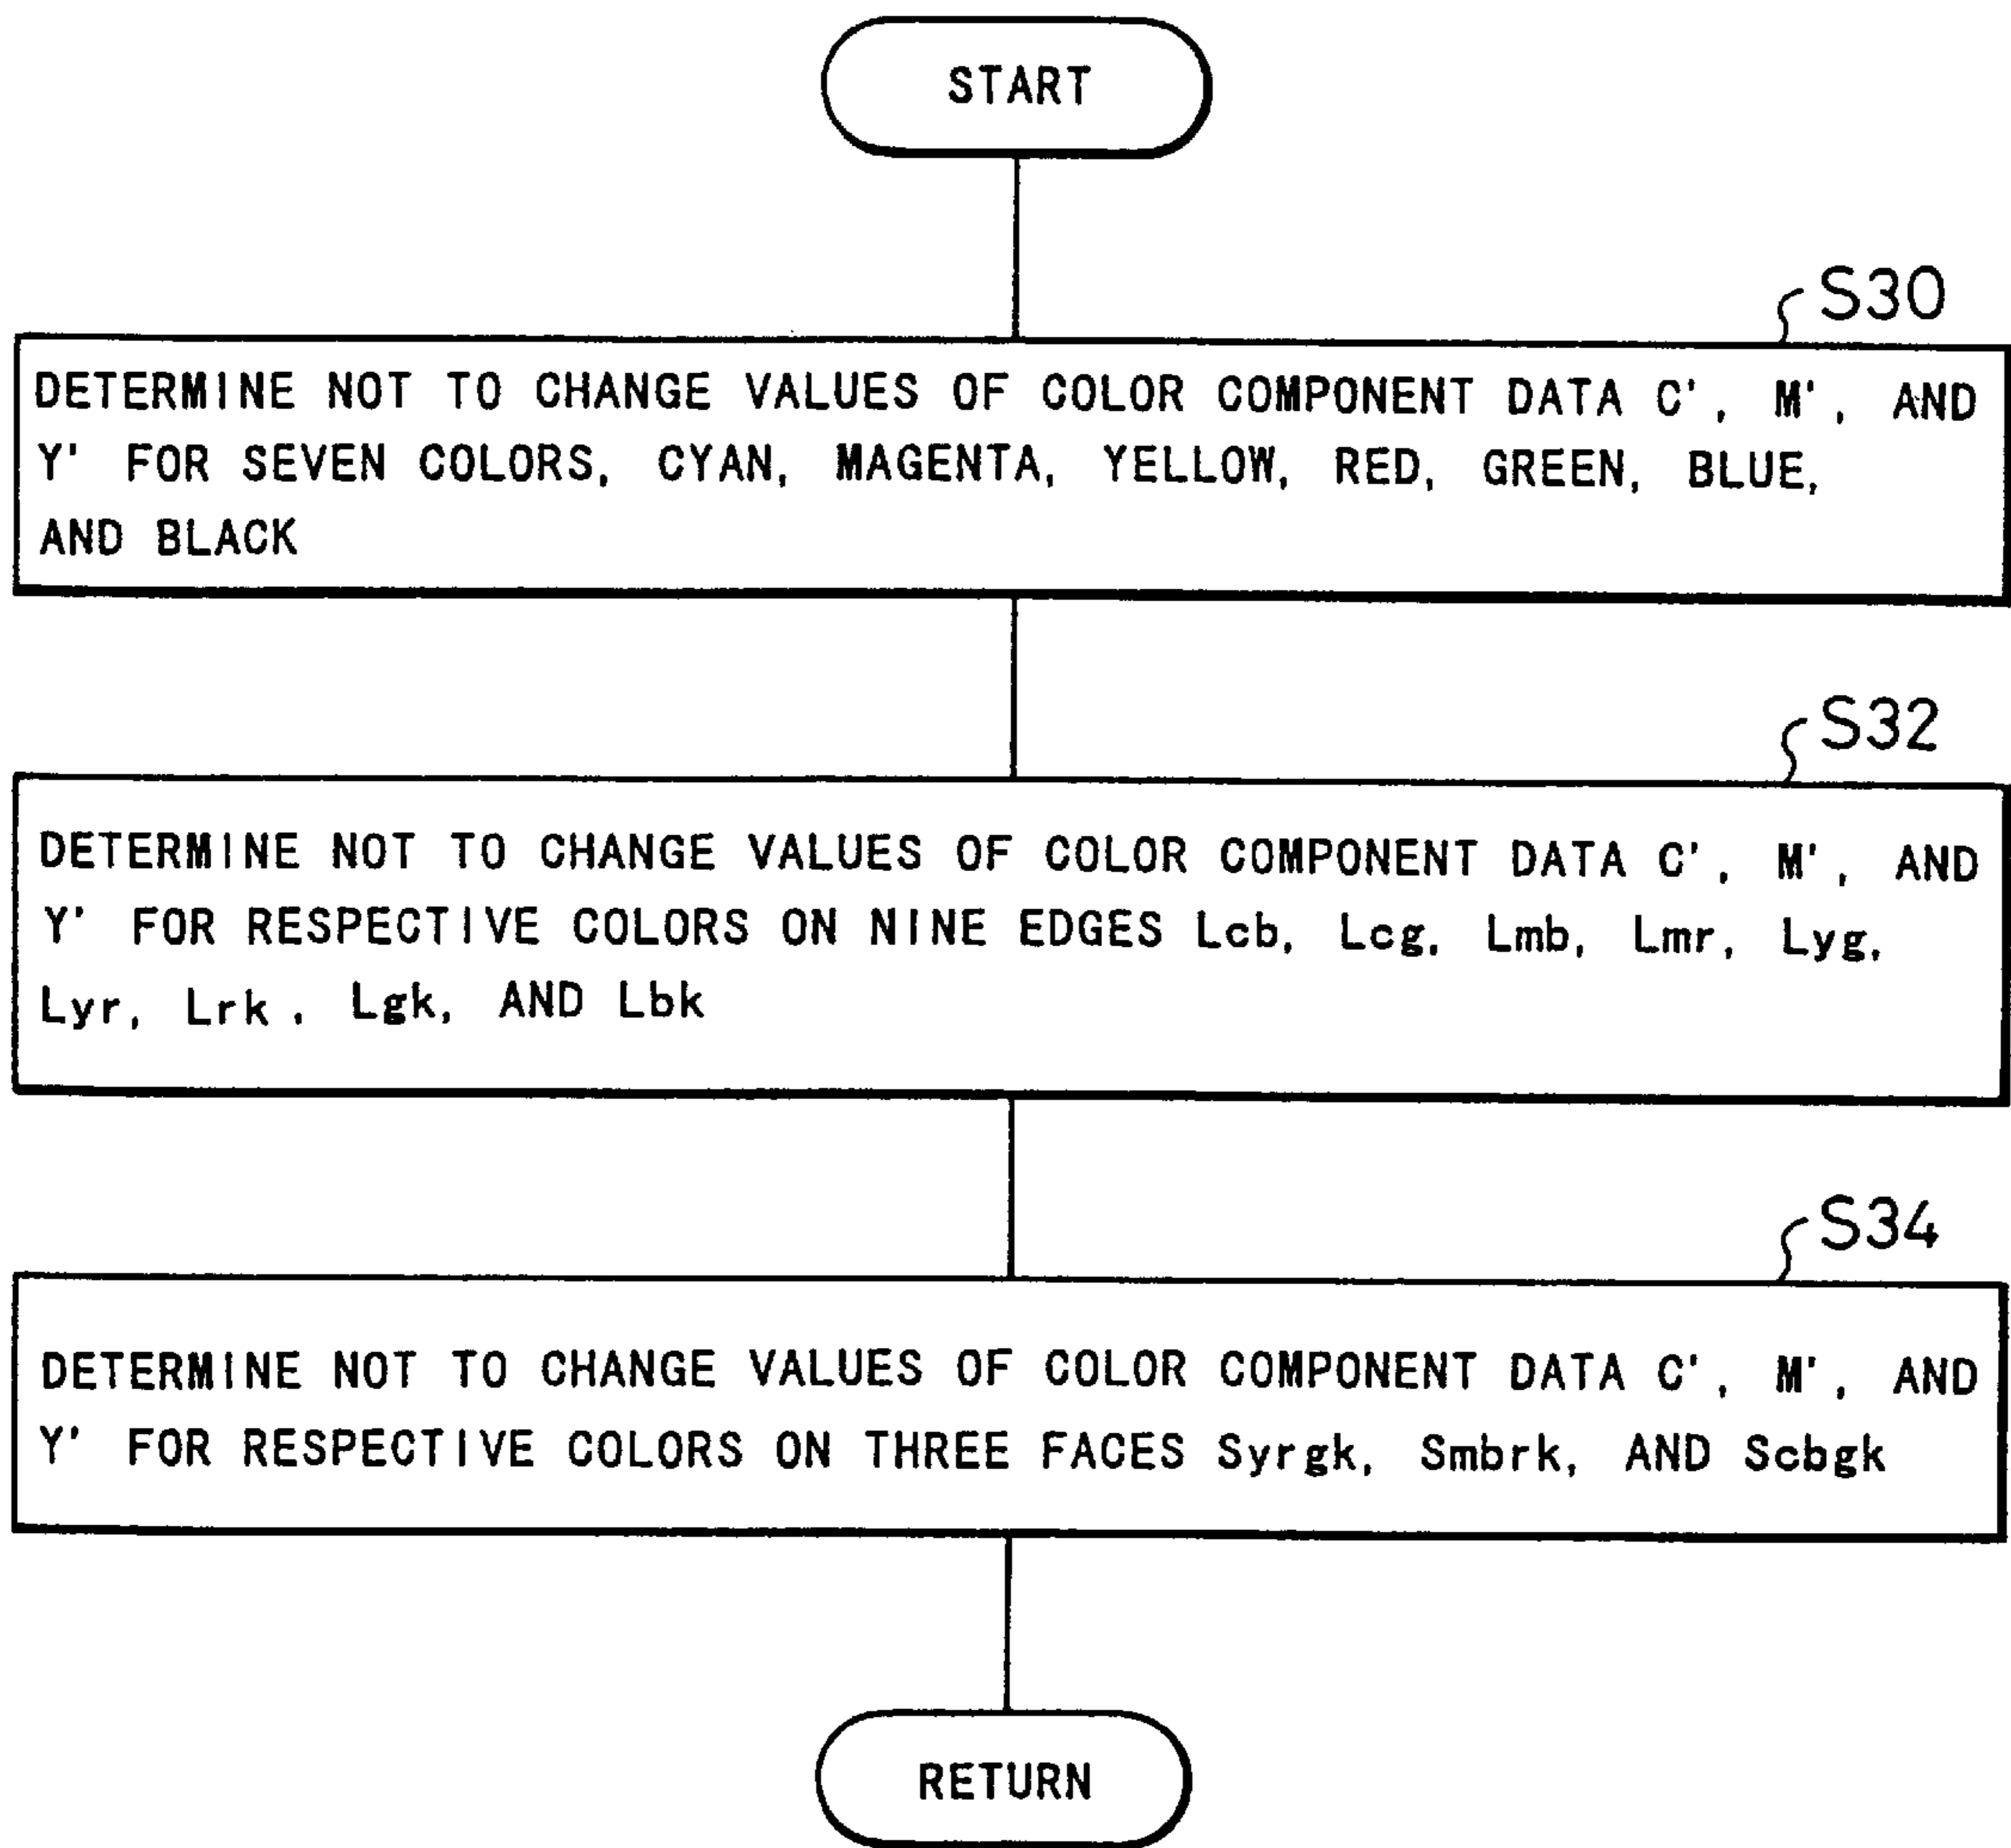 START
S30
DETERMINE NOT TO CHANGE VALUES OF COLOR COMPONENT DATA C', M', AND
Y' FOR SEVEN COLORS, CYAN, MAGENTA, YELLOW, RED, GREEN, BLUE,
AND BLACK
S32
DETERMINE NOT TO CHANGE VALUES OF COLOR COMPONENT DATA C', M', AND
Y' FOR RESPECTIVE COLORS ON NINE EDGES Lcb, Lcg, Lmb, Lmr, Lyg,
Lyr, Lrk, Lgk, AND Lbk
S34
DETERMINE NOT TO CHANGE VALUES OF COLOR COMPONENT DATA C', M', AND
Y' FOR RESPECTIVE COLORS ON THREE FACES Syrgk, Smbrk, AND Scbgk
RETURN